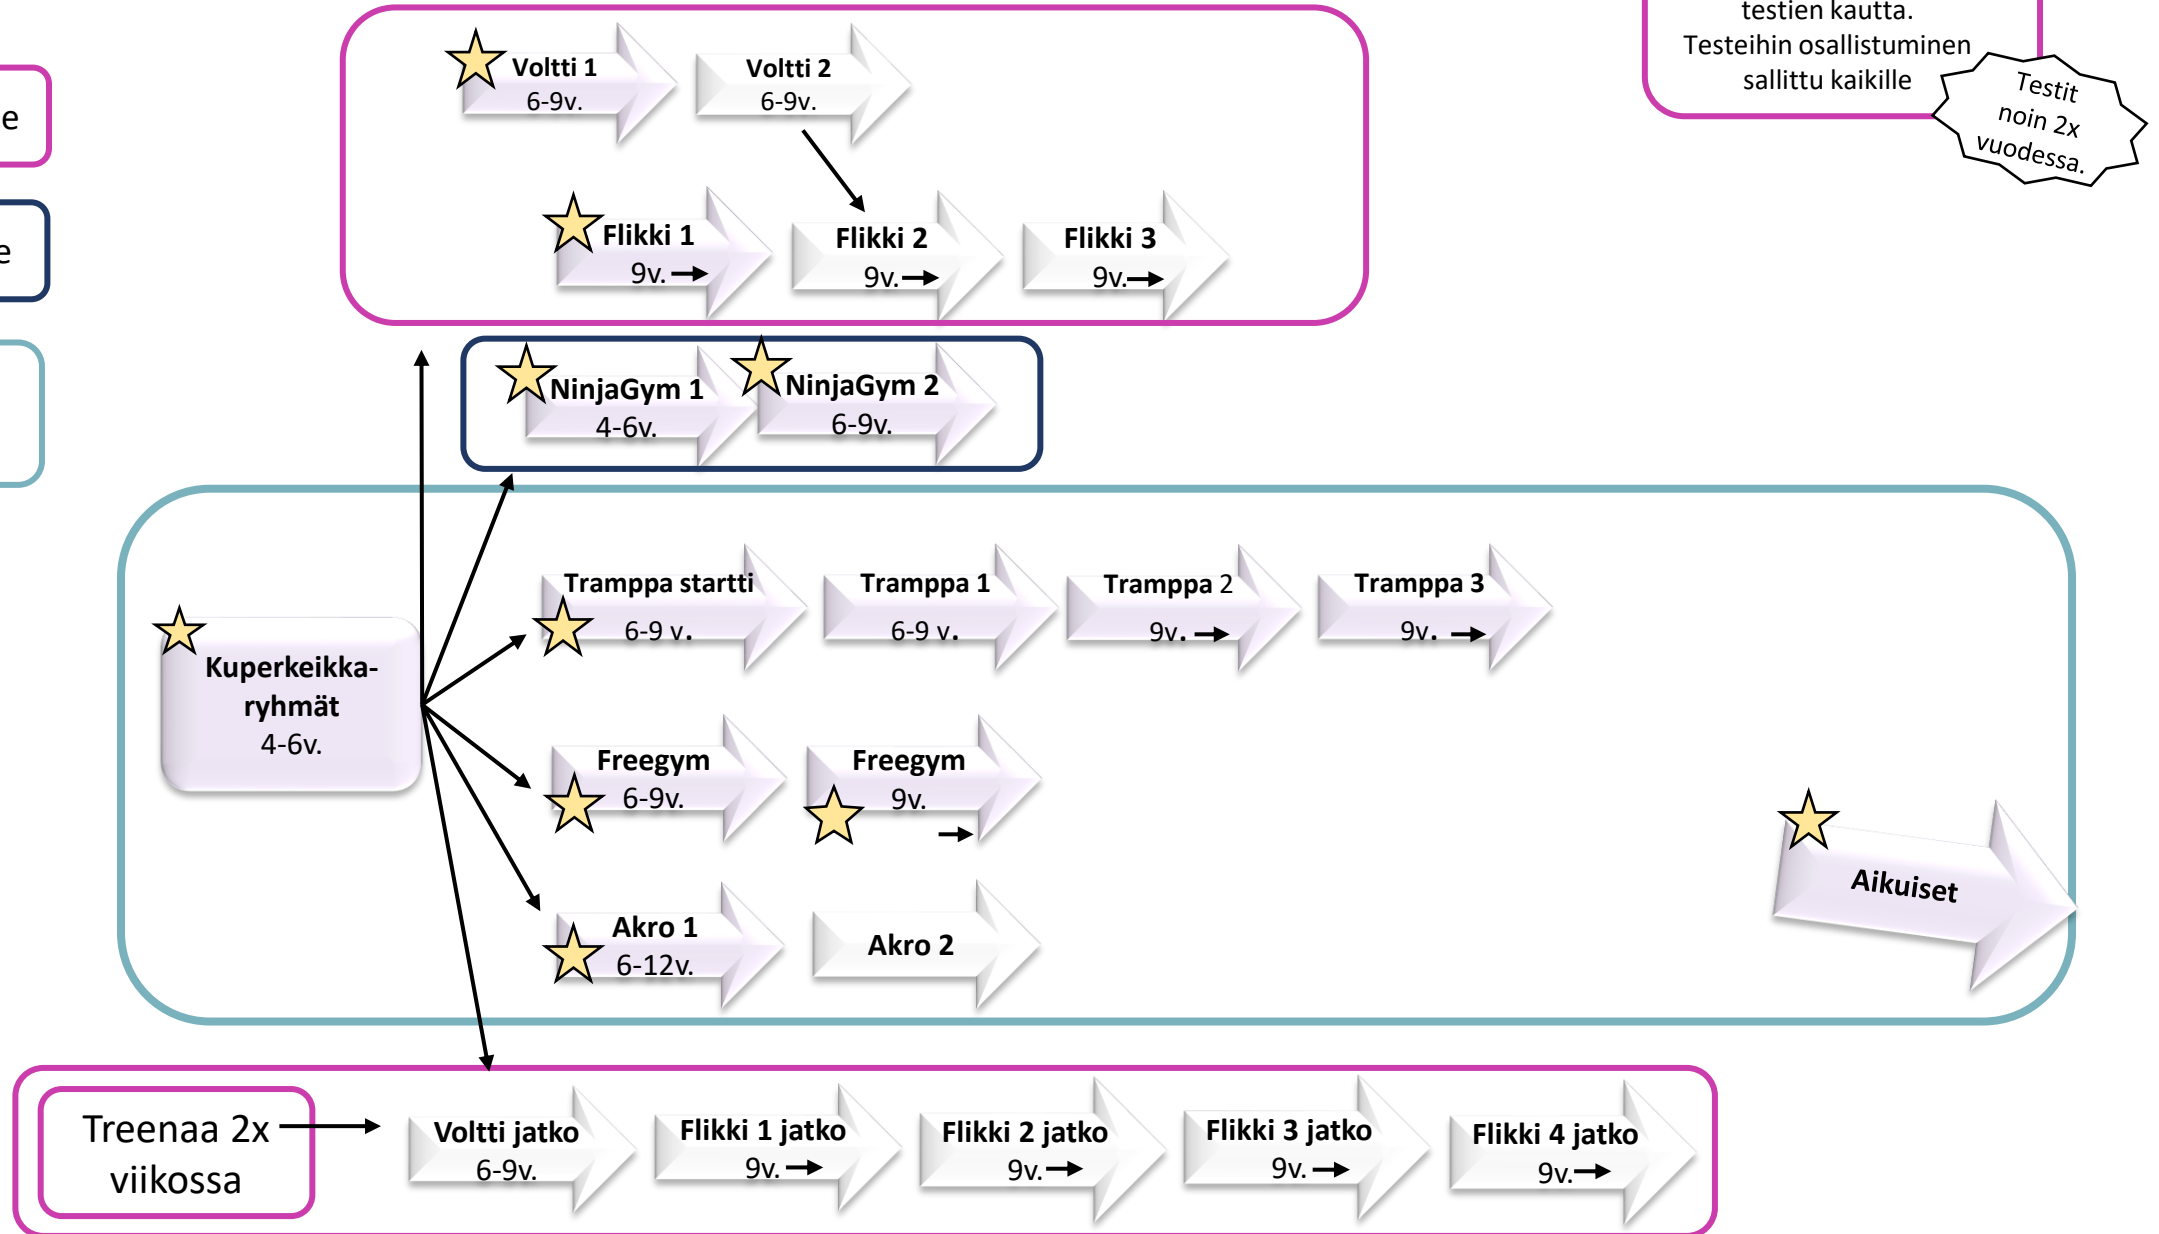 testien kautta.
Testeihin osallistuminen
sallittu kaikille
Testit
noin 2x
vuodessa.
e
e
Voltti 1
6-9v.
Voltti 2
6-9v.
Flikki 1
9v.
Flikki 2
9v.
Flikki 3
9v.
NinjaGym 1
4-6v.
NinjaGym 2
6-9v.
Kuperkeikka-
ryhmät
4-6v.
Tramppa startti
6-9 v.
Tramppa 1
6-9 v.
Tramppa 2
9v.
Tramppa 3
9v.
Freegym
6-9v.
Freegym
9v.
Akro 1
6-12v.
Akro 2
Aikuiset
Treenaa 2x
viikossa
Voltti jatko
6-9v.
Flikki 1 jatko
9v.
Flikki 2 jatko
9v.
Flikki 3 jatko
9v.
Flikki 4 jatko
9v.